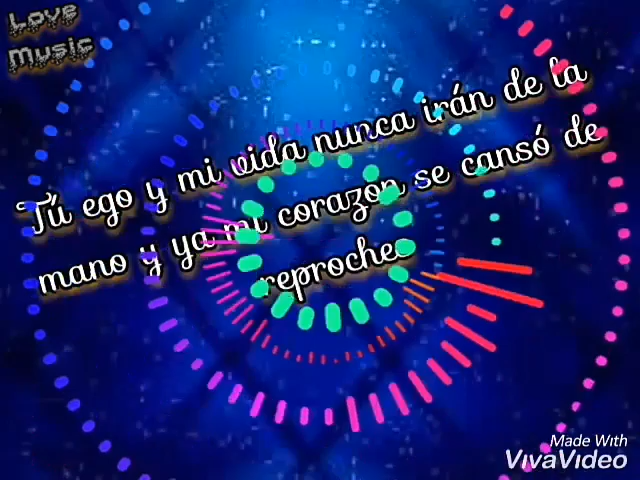 Love
Music
Tú ego y mi vida nunca irán de la
mano y ya mi corazon se cansó de
reproches
Made With
VivaVideo